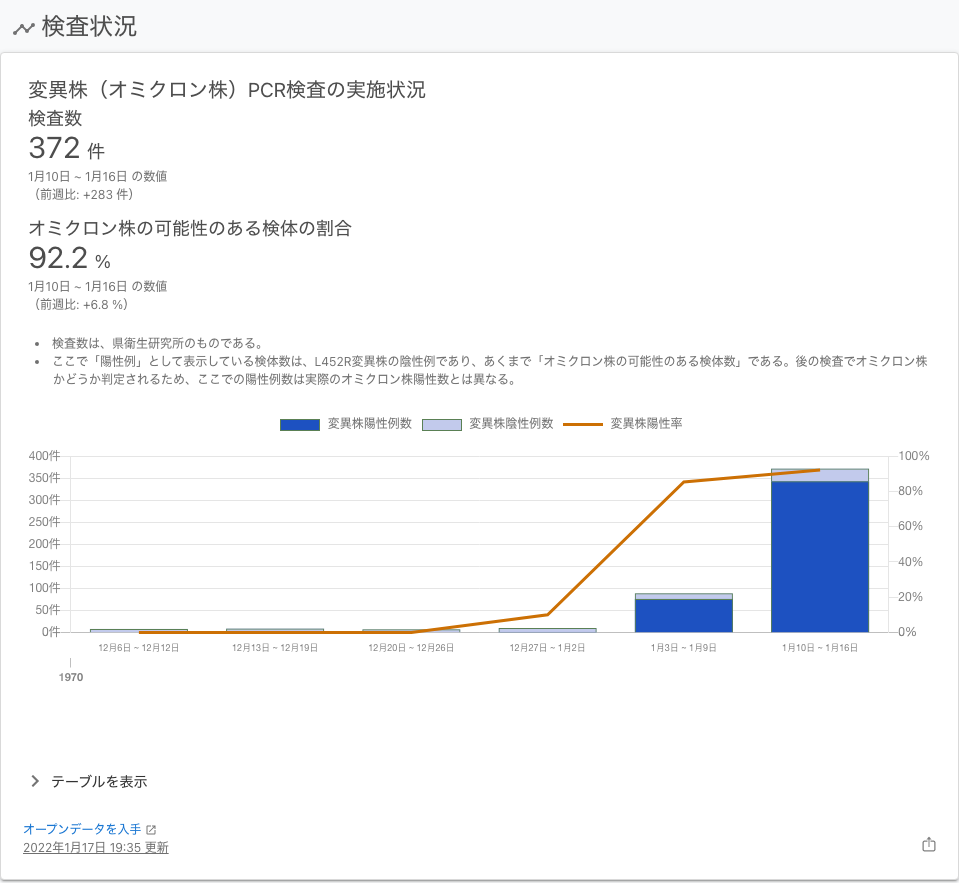 検査状況
変異株（オミクロン株）PCR検査の実施状況
検査数
372 件
1月10日 ~ 1月16日 の数値
（前週比: +283 件）
オミクロン株の可能性のある検体の割合
92.2 %
1月10日 ~ 1月16日 の数値
（前週比: +6.8 %）
• 検査数は、県衛生研究所のものである。
• ここで「陽性例」として表示している検体数は、L452R変異株の陰性例であり、あくまで「オミクロン株の可能性のある検体数」である。後の検査でオミクロン株
かどうか判定されるため、ここでの陽性例数は実際のオミクロン株陽性数とは異なる。
変異株陽性例数 変異株陰性例数 変異株陽性率
400件 100%
350件
300件 80%
250件
200件 60%
150件 40%
100件
50件 20%
0件 0%
12月6日 ~ 12月12日 12月13日 ~ 12月19日 12月20日 ~ 12月26日 12月27日 ~ 1月2日 1月3日 ~ 1月9日 1月10日 ~ 1月16日
1970
テーブルを表示
オープンデータを入手
2022年1月17日 19:35 更新